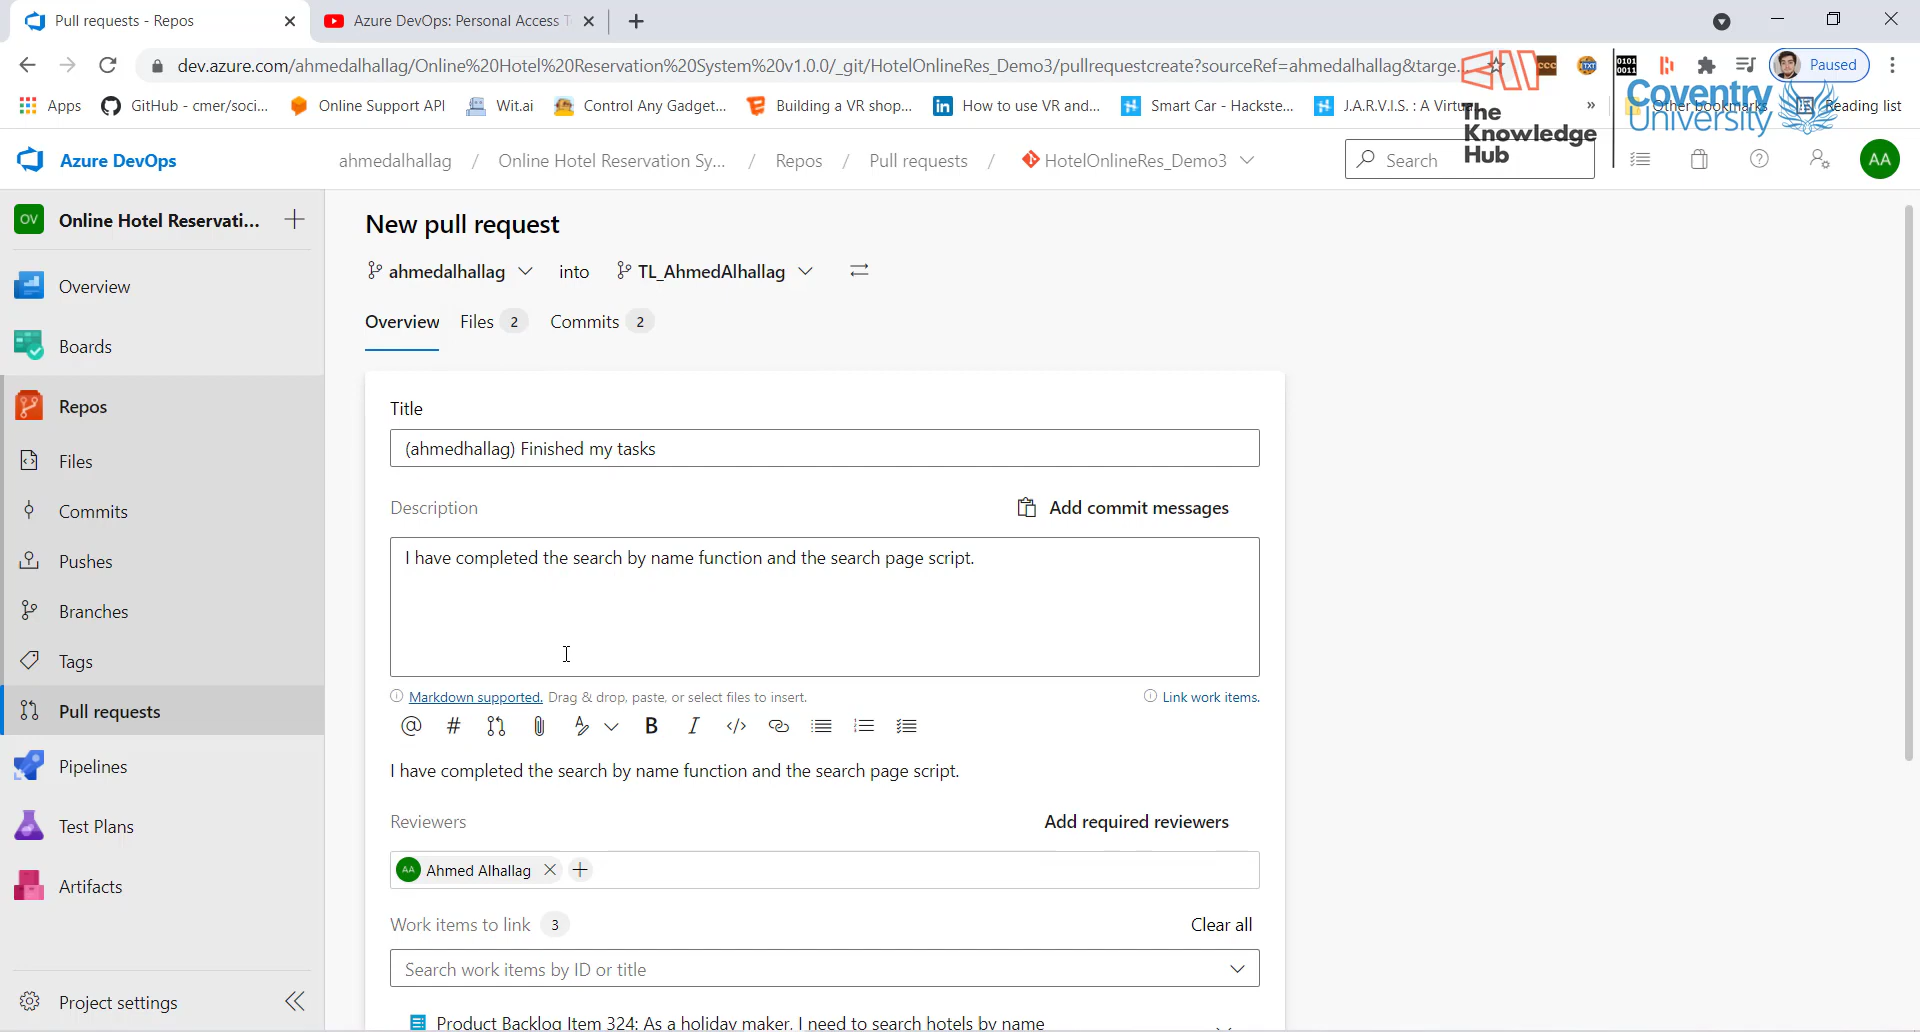 Pull requests - Repos
Azure DevOps: Personal Access T
dev.azure.com/ahmedalhallag/Online%20Hotel%20Reservation%20System%20v1.0.0/_git/HotelOnlineRes_Demo3/pullrequestcreate?sourceRef=ahmedalhallag&targe...
Paused
Apps
GitHub - cmer/soci...
Online Support API
Wit.ai
Control Any Gadget...
Building a VR shop...
How to use VR and...
Smart Car - Hackste...
J.A.R.V.I.S. : A Virtua
»
Other bookmarks
Reading list
The
Knowledge
Hub
Coventry
University
Azure DevOps
ahmedalhallag / Online Hotel Reservation Sy... / Repos / Pull requests / HotelOnlineRes_Demo3
Search
AA
OV
Online Hotel Reservati...
Overview
Boards
Repos
Files
Commits
Pushes
Branches
Tags
Pull requests
Pipelines
Test Plans
Artifacts
Project settings
New pull request
ahmedalhallag into TL_AhmedAlhallag
Overview Files 2 Commits 2
Title
(ahmedhallag) Finished my tasks
Description
Add commit messages
I have completed the search by name function and the search page script.
Markdown supported. Drag & drop, paste, or select files to insert.
Link work items.
@ # B I </>
I have completed the search by name function and the search page script.
Reviewers
Add required reviewers
AA Ahmed Alhallag
Work items to link 3
Clear all
Search work items by ID or title
Product Backlog Item 324: As a holiday maker, I need to search hotels by name